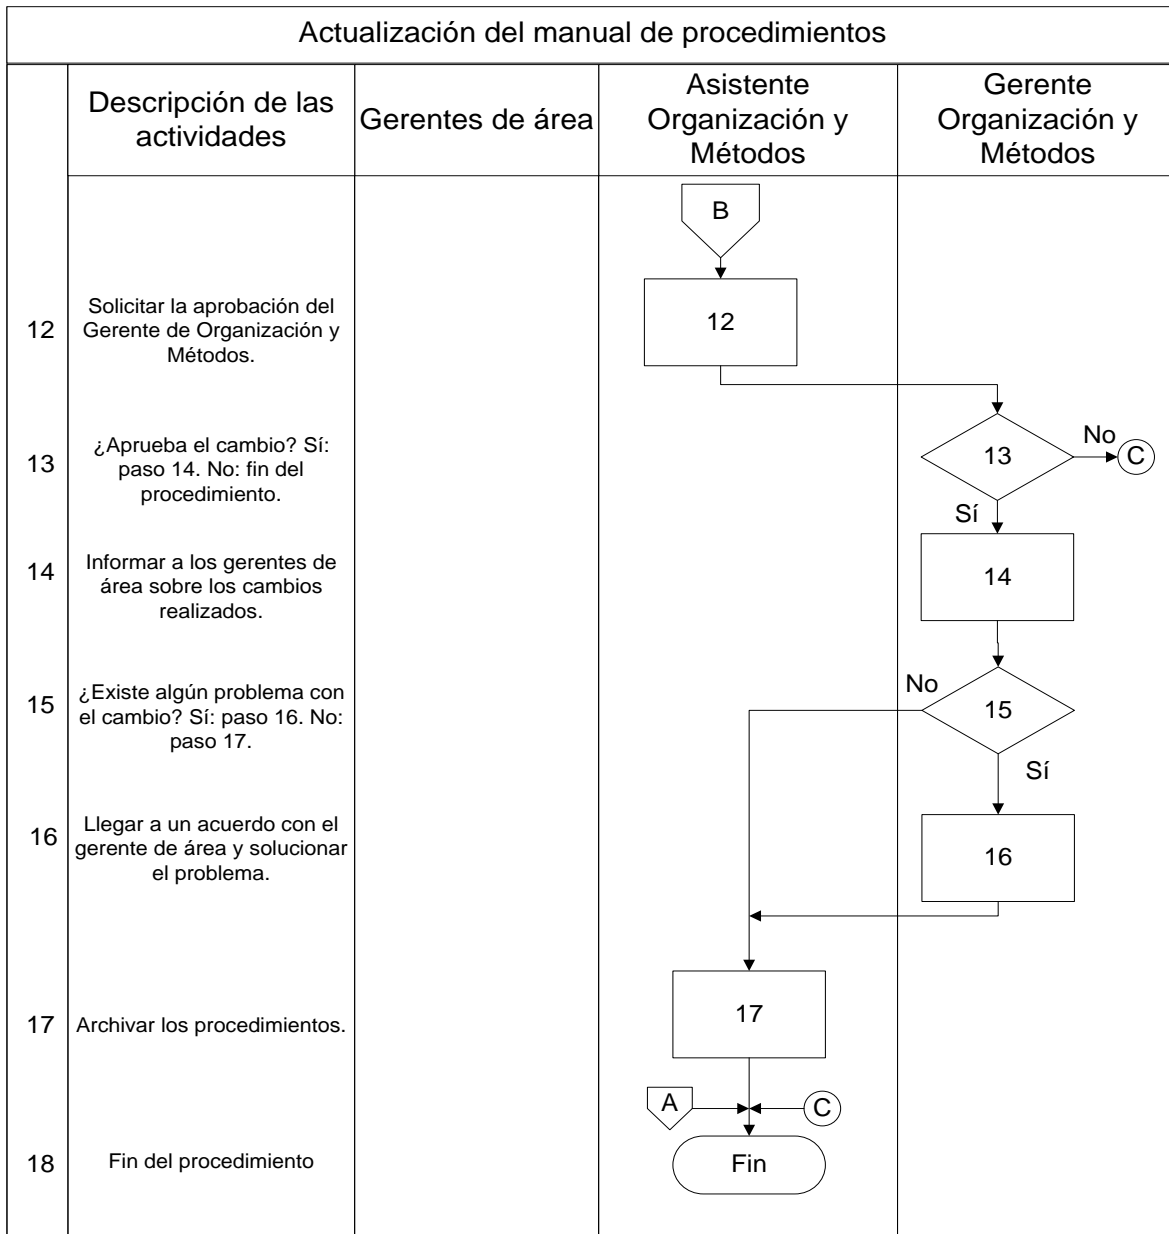 Actualización del manual de procedimientos
Descripción de las
actividades
Gerentes de área
Asistente
Organización y
Métodos
Gerente
Organización y
Métodos
B
12
Solicitar la aprobación del
Gerente de Organización y
Métodos.
12
13
¿Aprueba el cambio? Sí:
paso 14. No: fin del
procedimiento.
13
No
C
Sí
14
Informar a los gerentes de
área sobre los cambios
realizados.
14
15
¿Existe algún problema con
el cambio? Sí: paso 16. No:
paso 17.
No
15
Sí
16
Llegar a un acuerdo con el
gerente de área y solucionar
el problema.
16
17
Archivar los procedimientos.
17
A
C
18
Fin del procedimiento
Fin